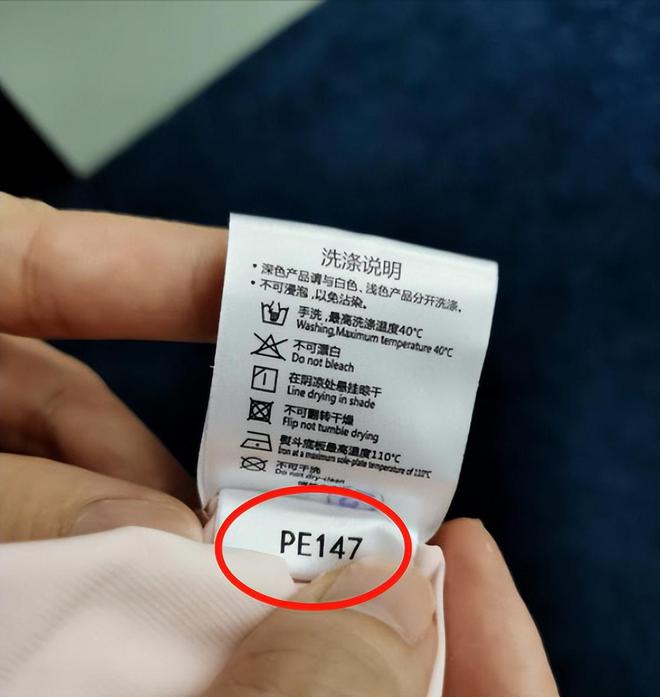 洗涤说明
• 深色产品请与白色、浅色产品分开洗涤。
• 不可浸泡,以免沾染。
手洗,最高洗涤温度40°C
Washing,Maximum temperature 40°C
不可漂白
Do not bleach
在阴凉处悬挂晾干
Line drying in shade
不可翻转干燥
Flip not tumble drying
熨斗底板最高温度110°C
Iron at a maximum sole-plate temperature of 110°C
不可干洗
Do not dry-clean
PE147